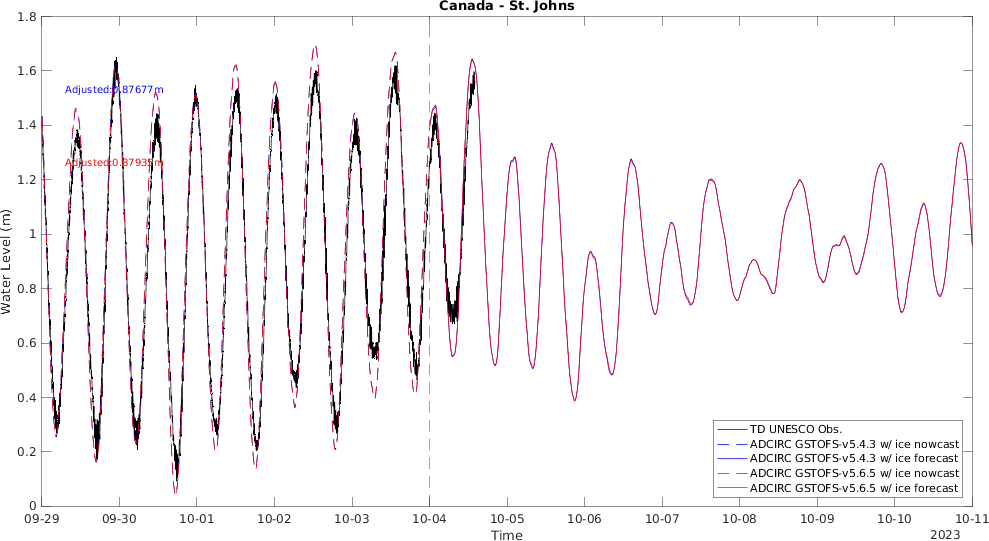 Canada - St. Johns
1.8
1.6
1.4
1.2
1
0.8
0.6
0.4
0.2
0
Water Level (m)
Adjusted:0.87677m
Adjusted:0.87935m
TD UNESCO Obs.
ADCIRC GSTOFS-v5.4.3 w/ ice nowcast
ADCIRC GSTOFS-v5.4.3 w/ ice forecast
ADCIRC GSTOFS-v5.6.5 w/ ice nowcast
ADCIRC GSTOFS-v5.6.5 w/ ice forecast
09-29 09-30 10-01 10-02 10-03 10-04 10-05 10-06 10-07 10-08 10-09 10-10 10-11
Time
2023